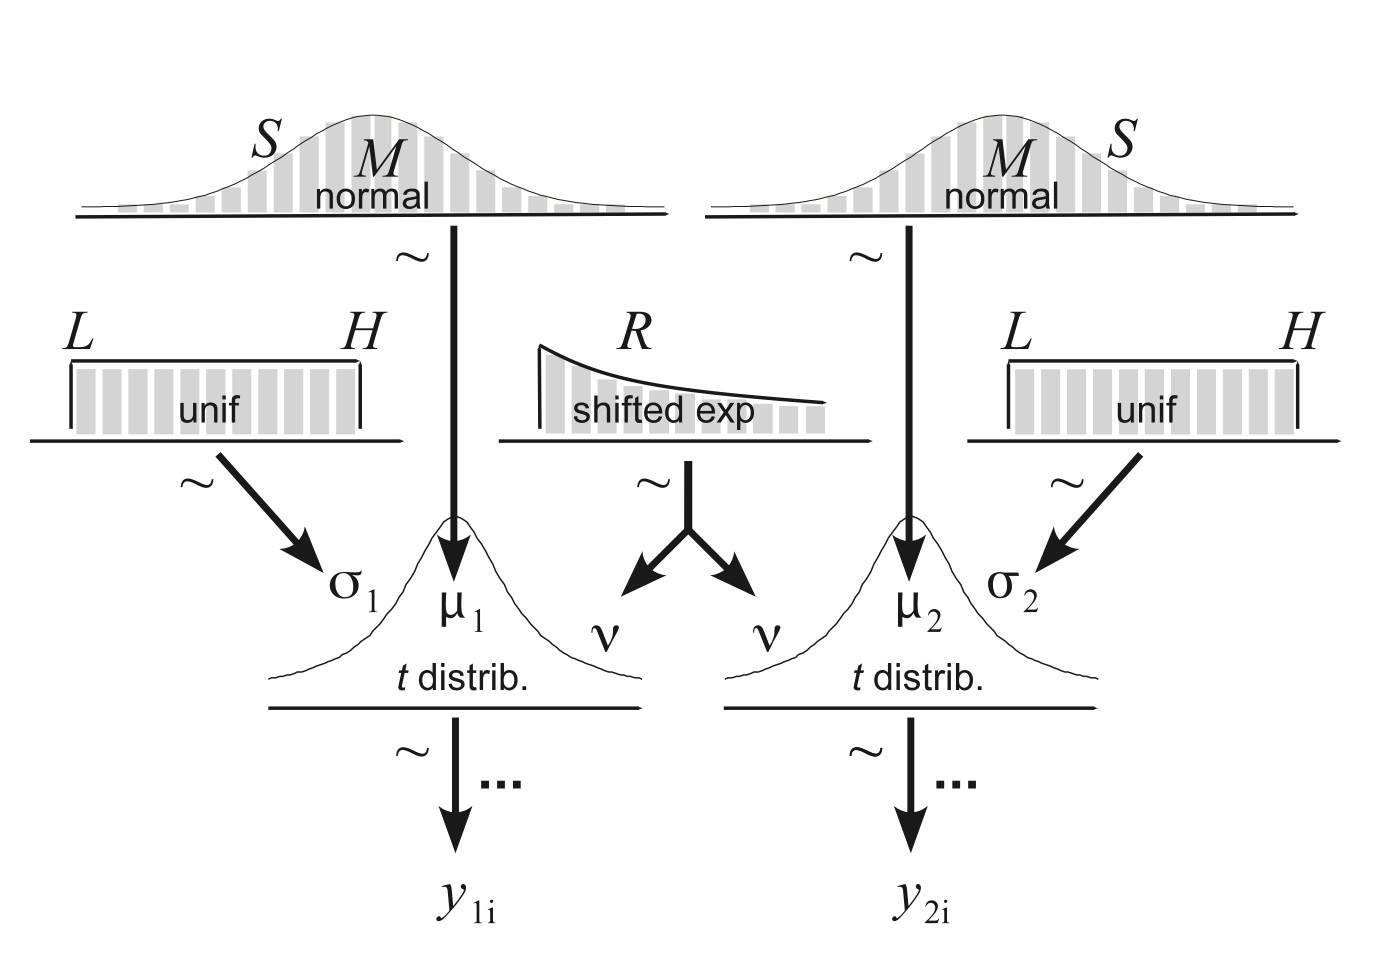 S M S M
normal normal
~ ~
L H R L H
unif shifted exp unif
~ ~ ~
σ1 μ1 ν ν μ2 σ2
t distrib. t distrib.
~ ... ~ ...
y1i y2i